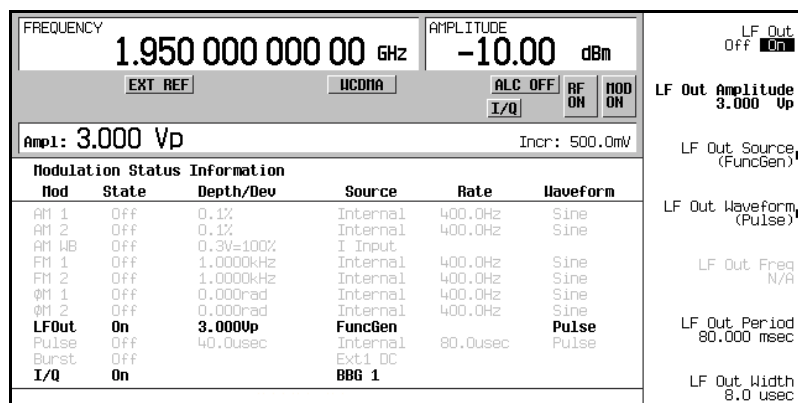 FREQUENCY
1.950 000 000 00 GHz
AMPLITUDE
-10.00 dBm
EXT REF
WCDMA
ALC OFF
I/Q
RF ON
MOD ON
Ampl: 3.000 Vp
Incr: 500.0mV
Modulation Status Information
Mod State Depth/Dev Source Rate Waveform
AM 1 Off 0.1% Internal 400.0Hz Sine
AM 2 Off 0.1% Internal 400.0Hz Sine
AM WB Off 0.3V=100% I Input
FM 1 Off 1.0000kHz Internal 400.0Hz Sine
FM 2 Off 1.0000kHz Internal 400.0Hz Sine
ΦM 1 Off 0.000rad Internal 400.0Hz Sine
ΦM 2 Off 0.000rad Internal 400.0Hz Sine
LFOut On 3.000Vp FuncGen Pulse
Pulse Off 40.0usec Internal 80.0usec Pulse
Burst Off Ext1 DC
I/Q On BBG 1
LF Out
Off On
LF Out Amplitude
3.000 Vp
LF Out Source
(FuncGen)
LF Out Waveform
(Pulse)
LF Out Freq
N/A
LF Out Period
80.000 msec
LF Out Width
8.0 usec